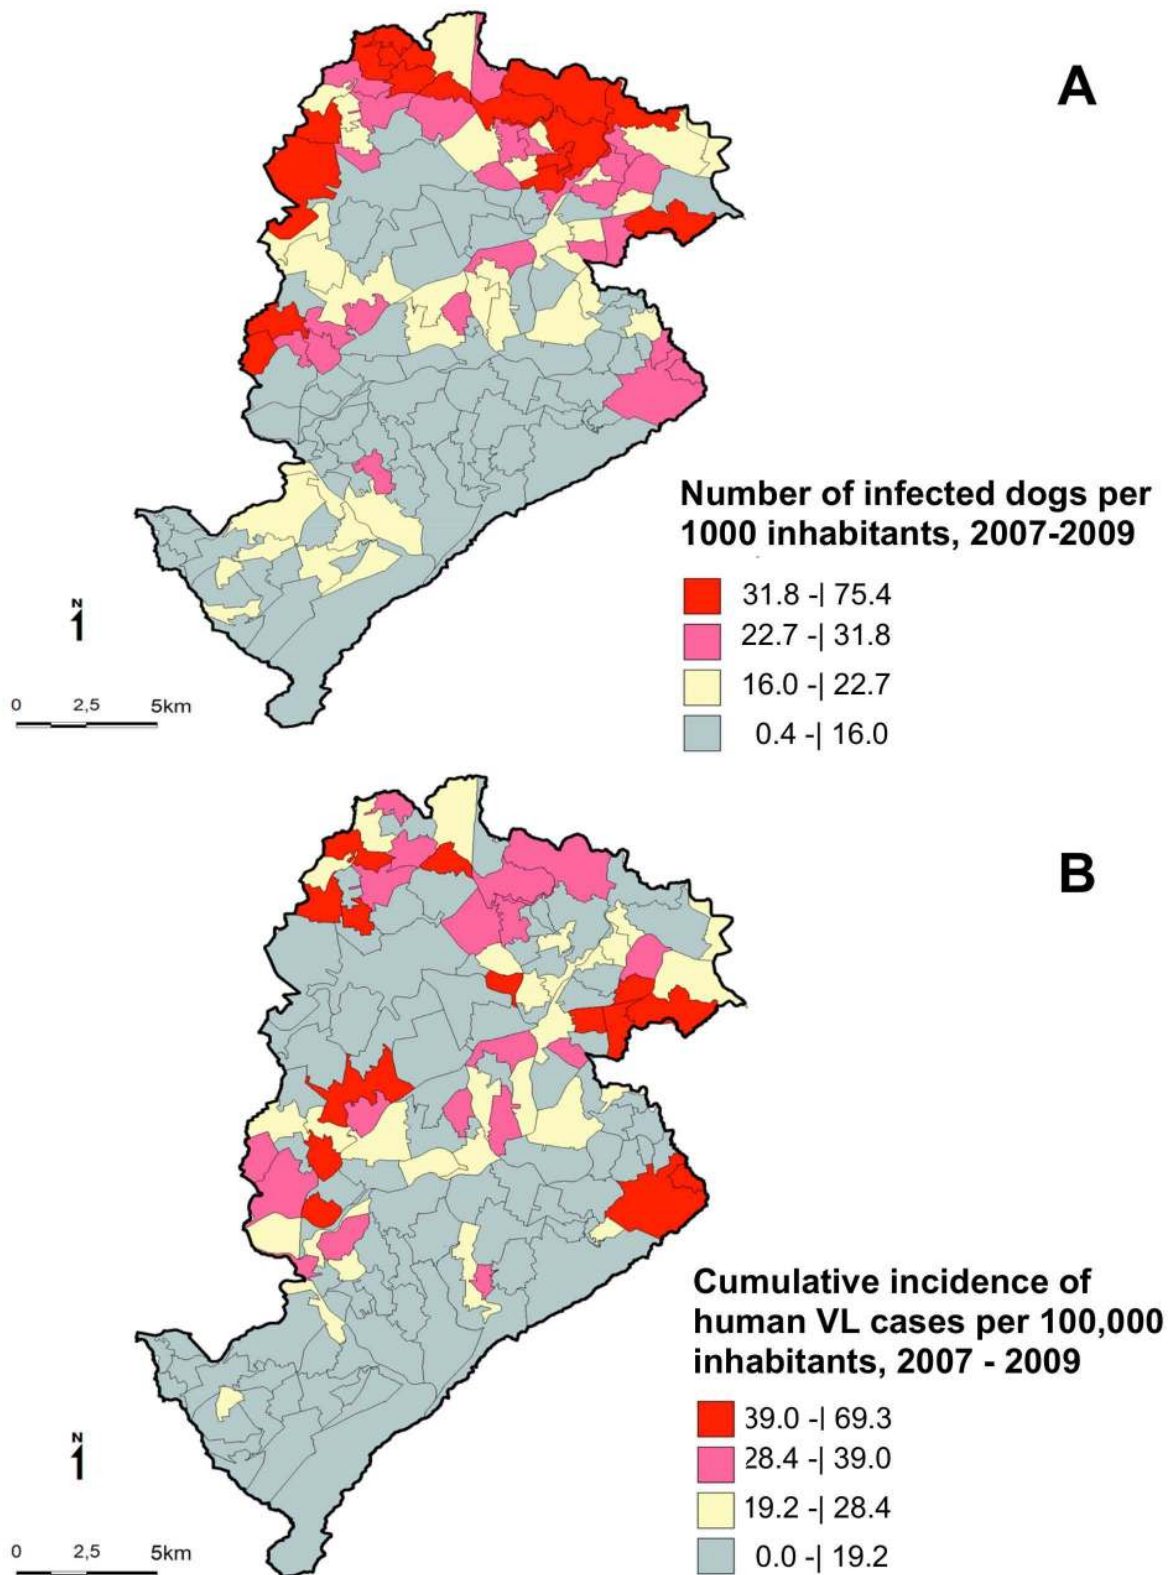 A
Number of infected dogs per
1000 inhabitants, 2007-2009
31.8 -| 75.4
22.7 -| 31.8
16.0 -| 22.7
0.4 -| 16.0
N
0 2,5 5km
B
Cumulative incidence of
human VL cases per 100,000
inhabitants, 2007 - 2009
39.0 -| 69.3
28.4 -| 39.0
19.2 -| 28.4
0.0 -| 19.2
N
0 2,5 5km